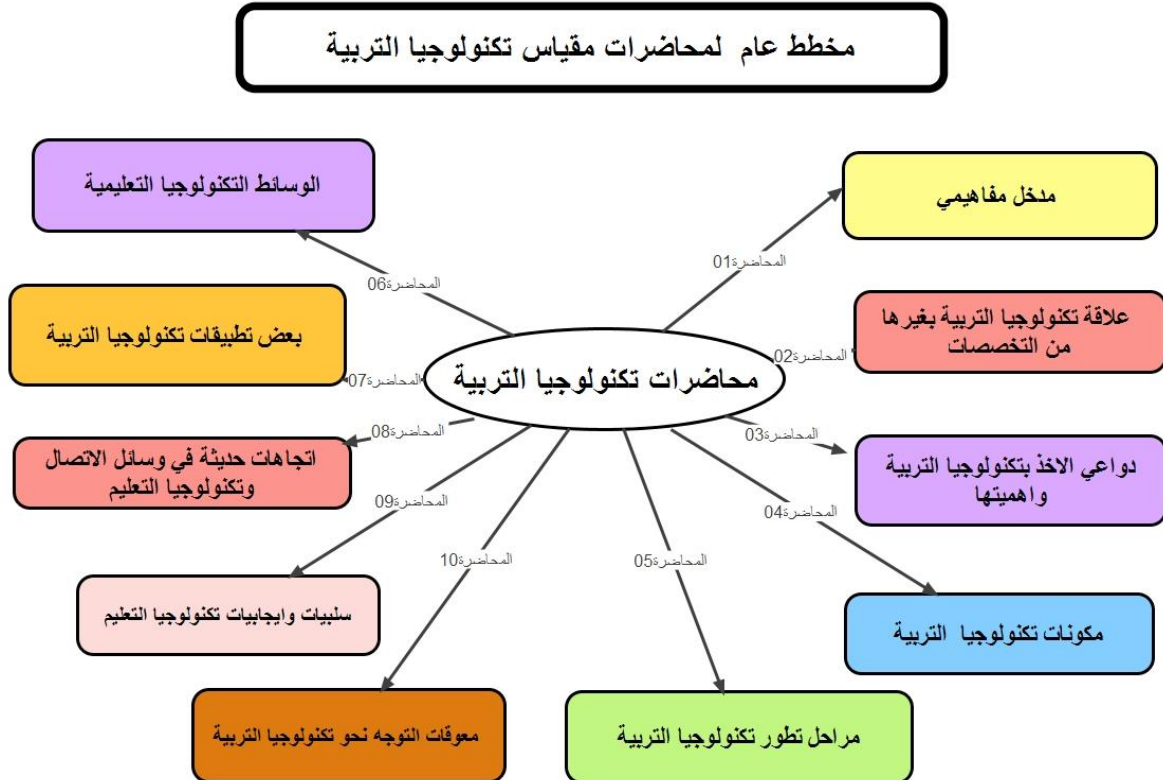 مخطط عام لمحاضرات مقياس تكنولوجيا التربية
محاضرات تكنولوجيا التربية
المحاضرة01
مدخل مفاهيمي
المحاضرة02
علاقة تكنولوجيا التربية بغيرها
من التخصصات
المحاضرة03
دواعي الاخذ بتكنولوجيا التربية
واهميتها
المحاضرة04
مكونات تكنولوجيا التربية
المحاضرة05
مراحل تطور تكنولوجيا التربية
المحاضرة06
الوسائط التكنولوجيا التعليمية
المحاضرة07
بعض تطبيقات تكنولوجيا التربية
المحاضرة08
اتجاهات حديثة في وسائل الاتصال
وتكنولوجيا التعليم
المحاضرة09
سلبيات وايجابيات تكنولوجيا التعليم
المحاضرة10
معوقات التوجه نحو تكنولوجيا التربية